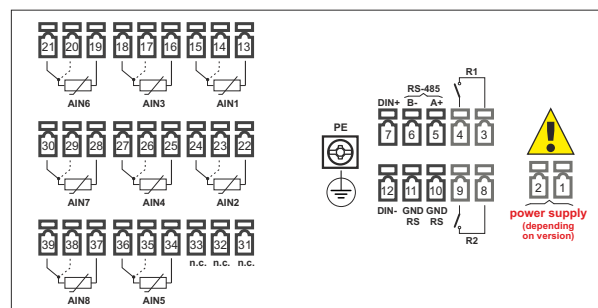 21 20 19 18 17 16 15 14 13
AIN6 AIN3 AIN1
30 29 28 27 26 25 24 23 22
AIN7 AIN4 AIN2
39 38 37 36 35 34 33 32 31
n.c. n.c. n.c.
AIN8 AIN5
PE
R1
RS-485
DIN+ B- A+
7 6 5 4 3
12 11 10 9 8
DIN- GND GND
RS RS
R2
2 1
power supply
(depending
on version)